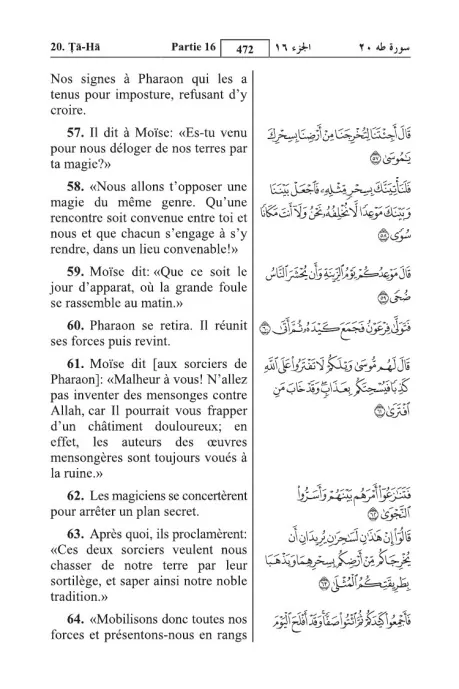 20. Ṭā-Hā Partie 16 472 الجزء ١٦ سورة طه ٢٠
Nos signes à Pharaon qui les a
tenus pour imposture, refusant d’y
croire.
57. Il dit à Moïse: «Es-tu venu
pour nous déloger de nos terres par
ta magie?»
58. «Nous allons t’opposer une
magie du même genre. Qu’une
rencontre soit convenue entre toi et
nous et que chacun s’engage à s’y
rendre, dans un lieu convenable!»
59. Moïse dit: «Que ce soit le
jour d’apparat, où la grande foule
se rassemble au matin.»
60. Pharaon se retira. Il réunit
ses forces puis revint.
61. Moïse dit [aux sorciers de
Pharaon]: «Malheur à vous! N’allez
pas inventer des mensonges contre
Allah, car Il pourrait vous frapper
d’un châtiment douloureux; en
effet, les auteurs des œuvres
mensongères sont toujours voués à
la ruine.»
62. Les magiciens se concertèrent
pour arrêter un plan secret.
63. Après quoi, ils proclamèrent:
«Ces deux sorciers veulent nous
chasser de notre terre par leur
sortilège, et saper ainsi notre noble
tradition.»
64. «Mobilisons donc toutes nos
forces et présentons-nous en rangs
قَالَ أَجِئْتَنَا لِتُخْرِجَنَا مِنْ أَرْضِنَا بِسِحْرِكَ
يَٰمُوسَىٰ ٥٧
فَلَنَأْتِيَنَّكَ بِسِحْرٍ مِّثْلِهِۦ فَٱجْعَلْ بَيْنَنَا
وَبَيْنَكَ مَوْعِدًا لَّا نُخْلِفُهُۥ نَحْنُ وَلَآ أَنتَ مَكَانًا
سُوًى ٥٨
قَالَ مَوْعِدُكُمْ يَوْمُ ٱلزِّينَةِ وَأَن يُحْشَرَ ٱلنَّاسُ
ضُحًى ٥٩
فَتَوَلَّىٰ فِرْعَوْنُ فَجَمَعَ كَيْدَهُۥ ثُمَّ أَتَىٰ ٦٠
قَالَ لَهُم مُّوسَىٰ وَيْلَكُمْ لَا تَفْتَرُوا۟ عَلَى ٱللَّهِ
كَذِبًا فَيُسْحِتَكُم بِعَذَابٍ وَقَدْ خَابَ مَنِ
ٱفْتَرَىٰ ٦١
فَتَنَٰزَعُوٓا۟ أَمْرَهُم بَيْنَهُمْ وَأَسَرُّوا۟
ٱلنَّجْوَىٰ ٦٢
قَالُوٓا۟ إِنْ هَٰذَٰنِ لَسَٰحِرَٰنِ يُرِيدَانِ أَن
يُخْرِجَاكُم مِّنْ أَرْضِكُم بِسِحْرِهِمَا وَيَذْهَبَا
بِطَرِيقَتِكُمُ ٱلْمُثْلَىٰ ٦٣
فَأَجْمِعُوا۟ كَيْدَكُمْ ثُمَّ ٱئْتُوا۟ صَفًّا وَقَدْ أَفْلَحَ ٱلْيَوْمَ